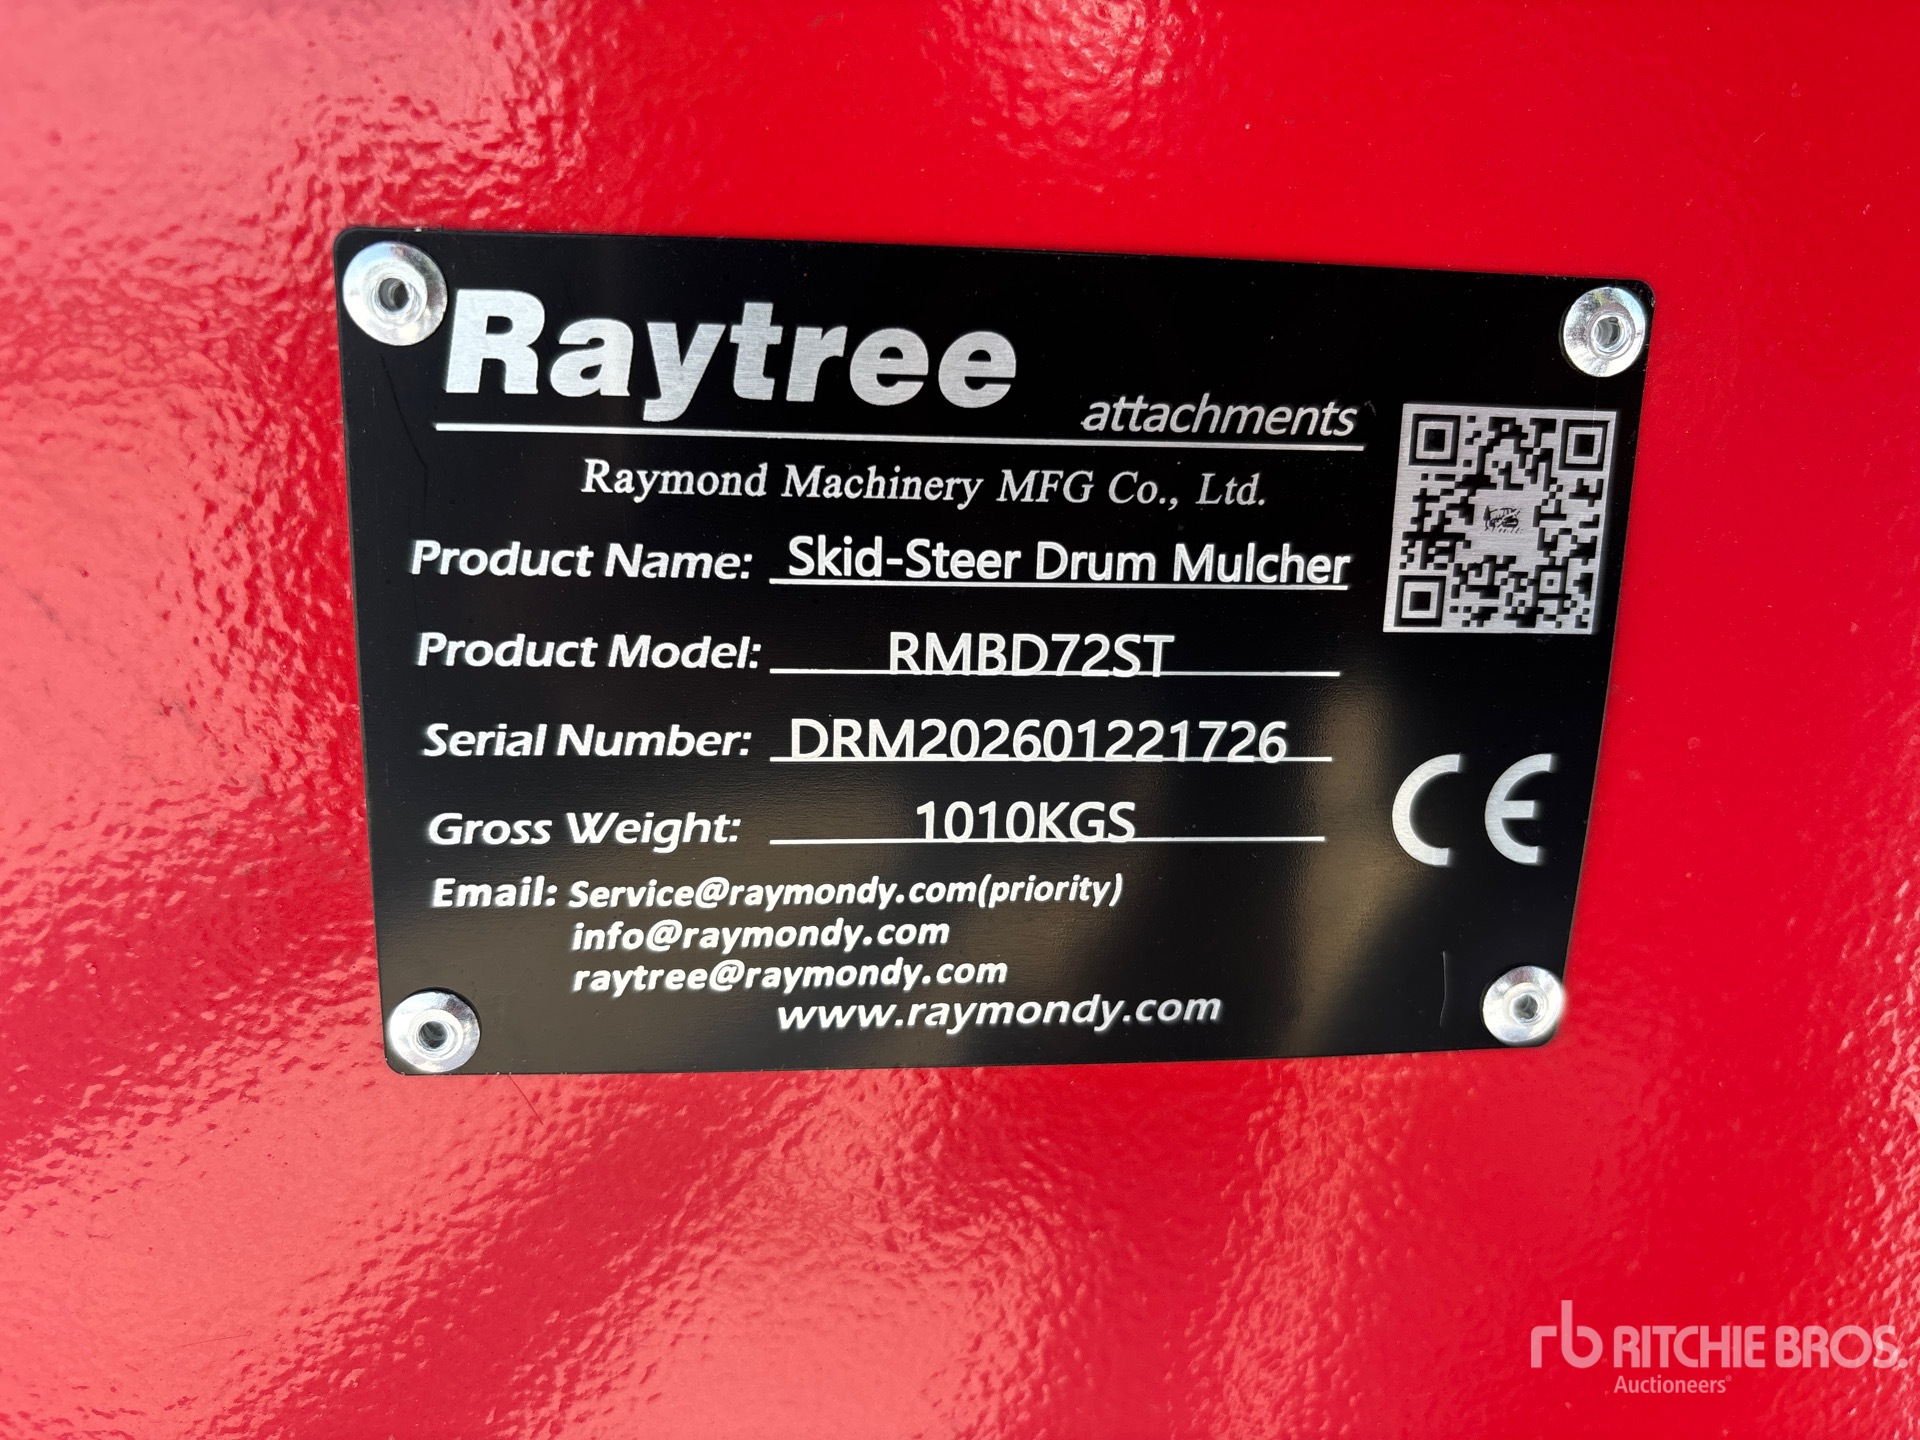 Raytree
attachments
Raymond Machinery MFG Co., Ltd.
Product Name: Skid-Steer Drum Mulcher
Product Model: RMBD72ST
Serial Number: DRM202601221726
Gross Weight: 1010KGS
CE
Email: Service@raymondy.com(priority)
info@raymondy.com
raytree@raymondy.com
www.raymondy.com
rb RITCHIE BROS.
Auctioneers